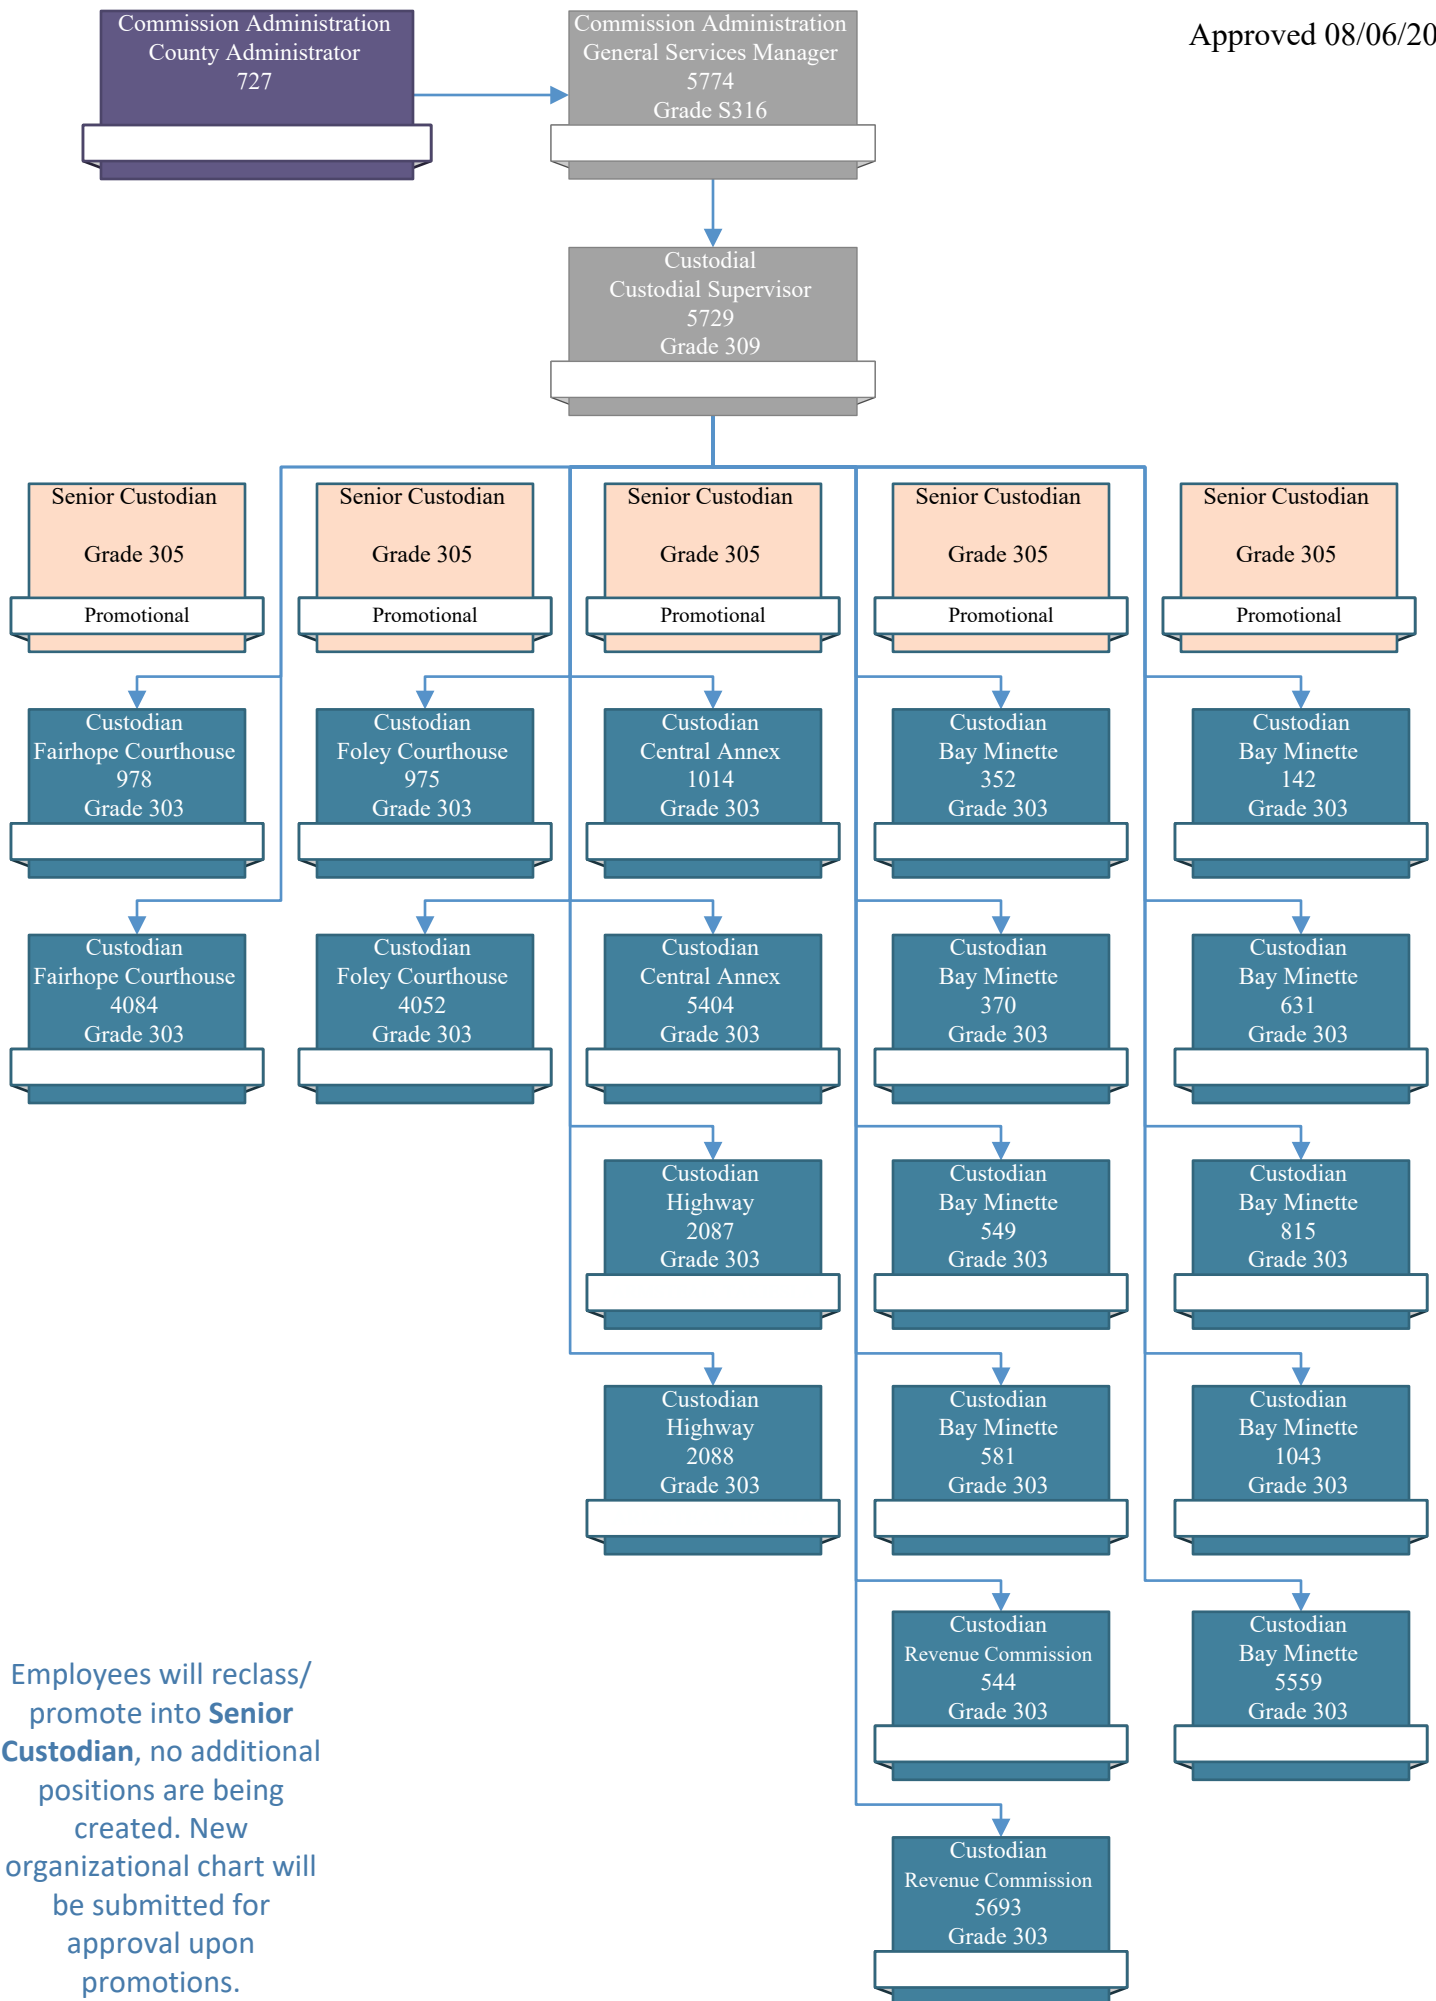 Commission Administration
County Administrator
727
Commission Administration
General Services Manager
5774
Grade S316
Approved 08/06/20
Custodial
Custodial Supervisor
5729
Grade 309
Senior Custodian
Grade 305
Promotional
Senior Custodian
Grade 305
Promotional
Senior Custodian
Grade 305
Promotional
Senior Custodian
Grade 305
Promotional
Senior Custodian
Grade 305
Promotional
Custodian
Fairhope Courthouse
978
Grade 303
Custodian
Foley Courthouse
975
Grade 303
Custodian
Central Annex
1014
Grade 303
Custodian
Bay Minette
352
Grade 303
Custodian
Bay Minette
142
Grade 303
Custodian
Fairhope Courthouse
4084
Grade 303
Custodian
Foley Courthouse
4052
Grade 303
Custodian
Central Annex
5404
Grade 303
Custodian
Bay Minette
370
Grade 303
Custodian
Bay Minette
631
Grade 303
Custodian
Highway
2087
Grade 303
Custodian
Bay Minette
549
Grade 303
Custodian
Bay Minette
815
Grade 303
Custodian
Highway
2088
Grade 303
Custodian
Bay Minette
581
Grade 303
Custodian
Bay Minette
1043
Grade 303
Custodian
Revenue Commission
544
Grade 303
Custodian
Bay Minette
5559
Grade 303
Custodian
Revenue Commission
5693
Grade 303
Employees will reclass/
promote into Senior
Custodian, no additional
positions are being
created. New
organizational chart will
be submitted for
approval upon
promotions.